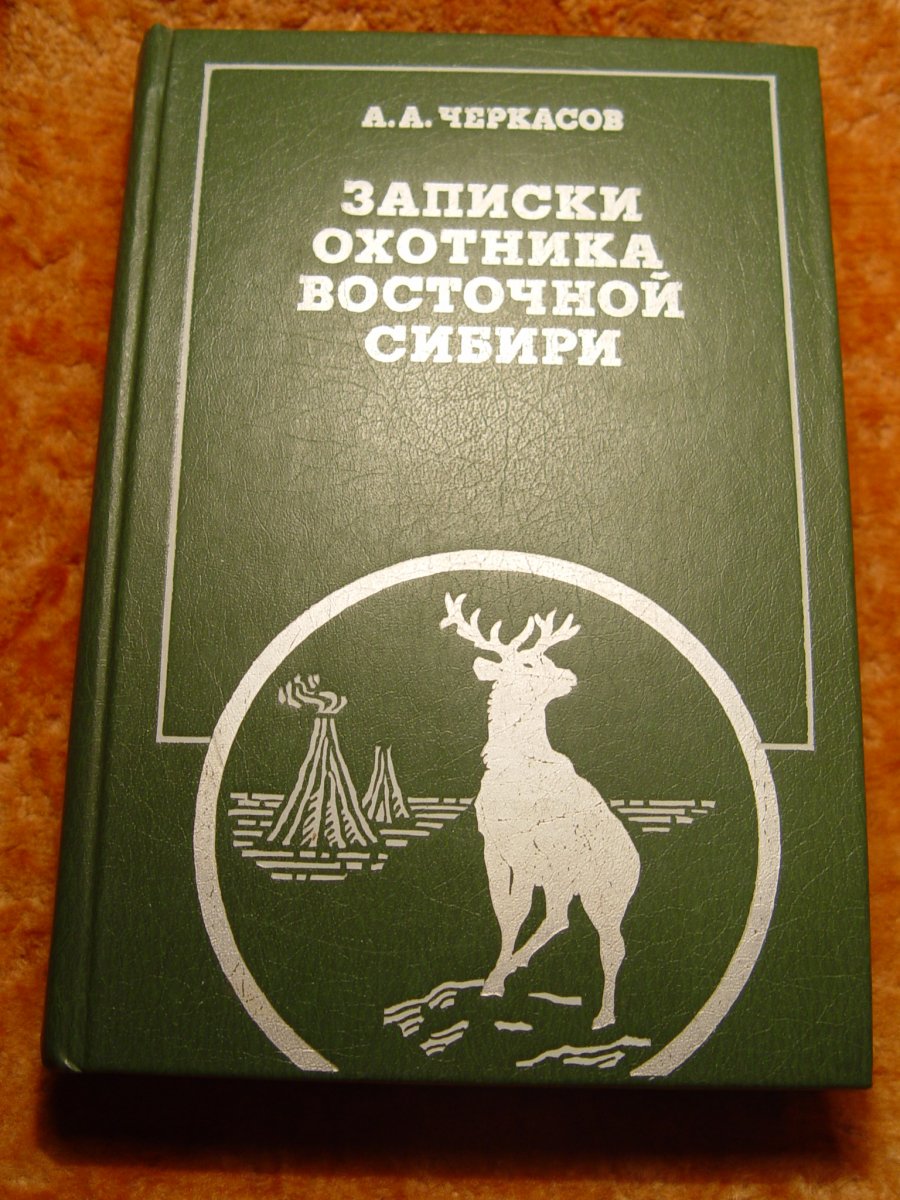 А. А. ЧЕРКАСОВ
ЗАПИСКИ
ОХОТНИКА
ВОСТОЧНОЙ
СИБИРИ